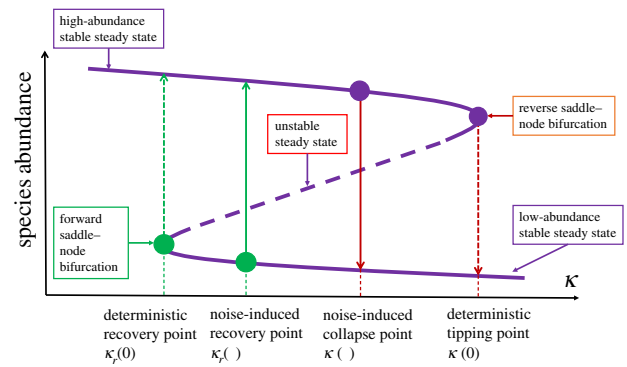 high-abundance
stable steady state
species abundance
unstable
steady state
reverse saddle–
node bifurcation
forward
saddle–
node
bifurcation
low-abundance
stable steady state
κ
deterministic
recovery point
κr(0)
noise-induced
recovery point
κr( )
noise-induced
collapse point
κ ( )
deterministic
tipping point
κ (0)